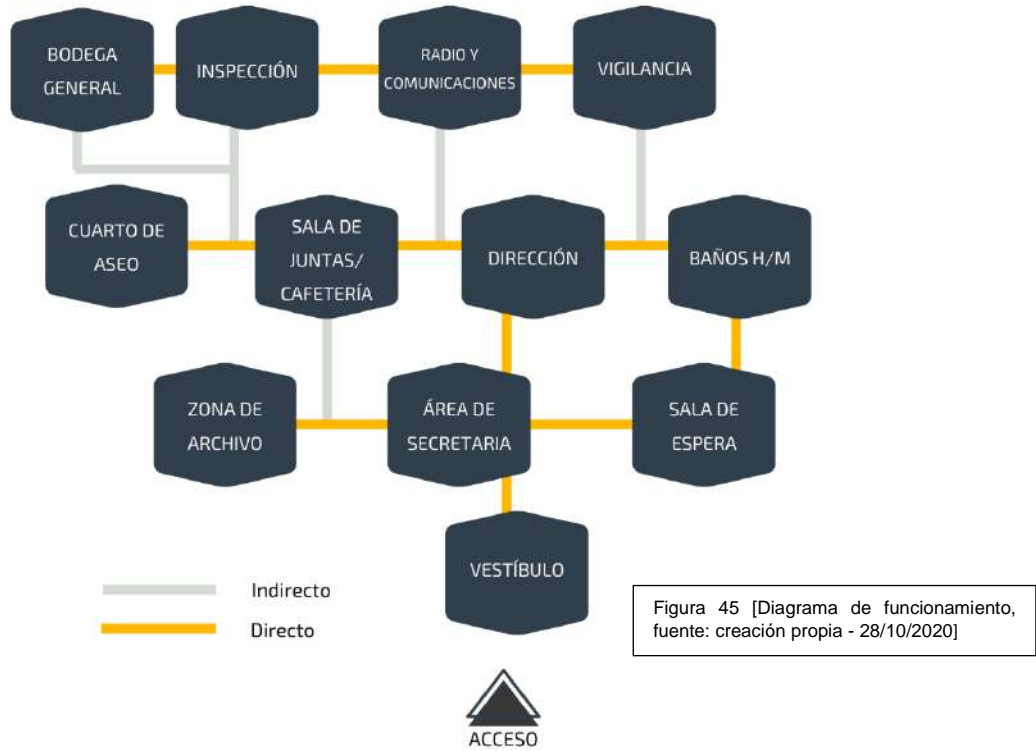 BODEGA
GENERAL
INSPECCIÓN
RADIO Y
COMUNICACIONES
VIGILANCIA
CUARTO DE
ASEO
SALA DE
JUNTAS/
CAFETERÍA
DIRECCIÓN
BAÑOS H/M
ZONA DE
ARCHIVO
ÁREA DE
SECRETARIA
SALA DE
ESPERA
VESTÍBULO
Indirecto
Directo
Figura 45 [Diagrama de funcionamiento,
fuente: creación propia - 28/10/2020]
ACCESO